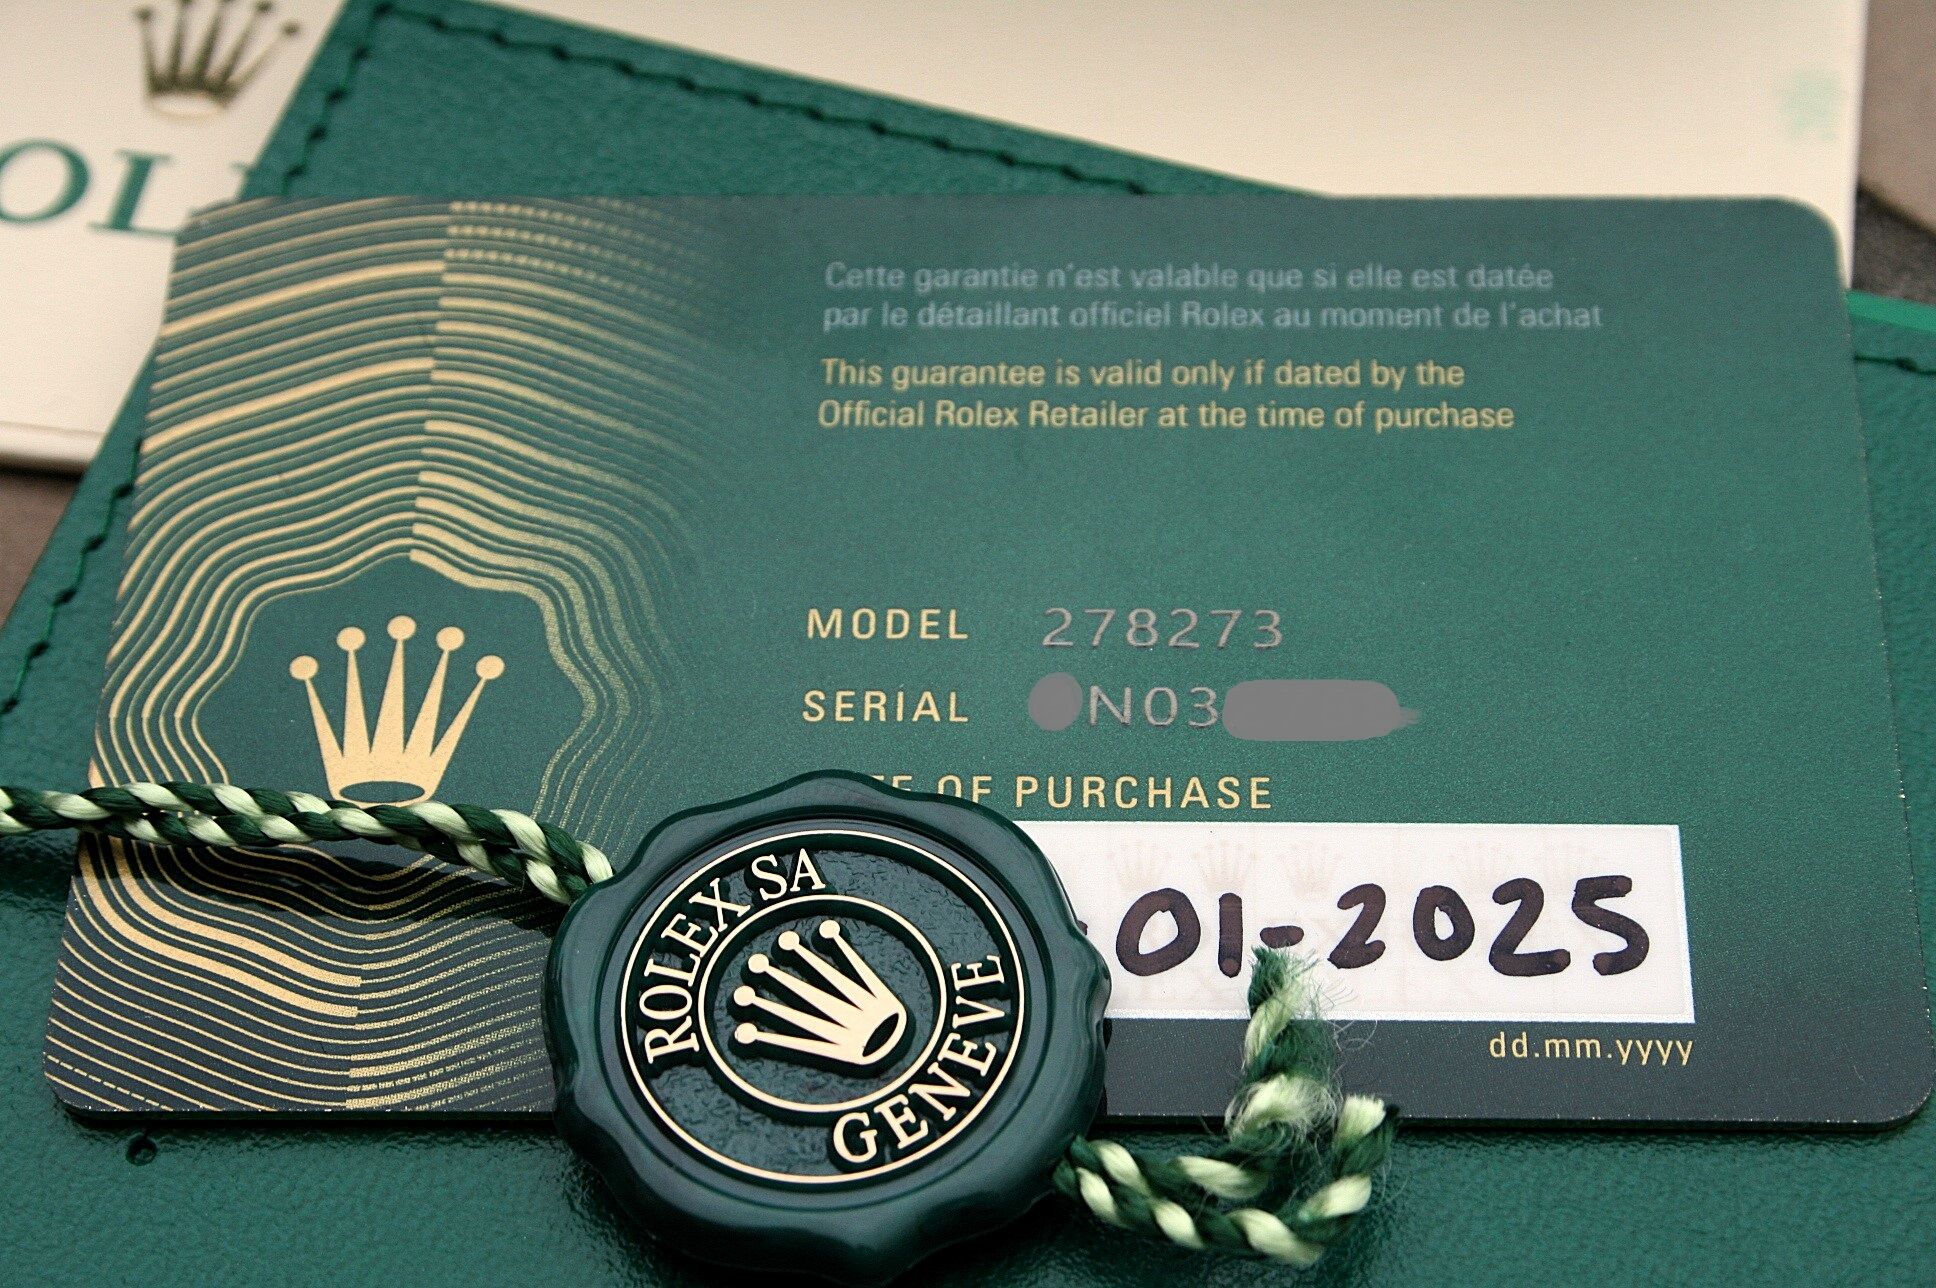 OL
Cette garantie n'est valable que si elle est datée
par le détaillant officiel Rolex au moment de l'achat
This guarantee is valid only if dated by the
Official Rolex Retailer at the time of purchase
MODEL 278273
SERIAL N03
OF PURCHASE
-01-2025
dd.mm.yyyy
ROLEX SA
GENEVE